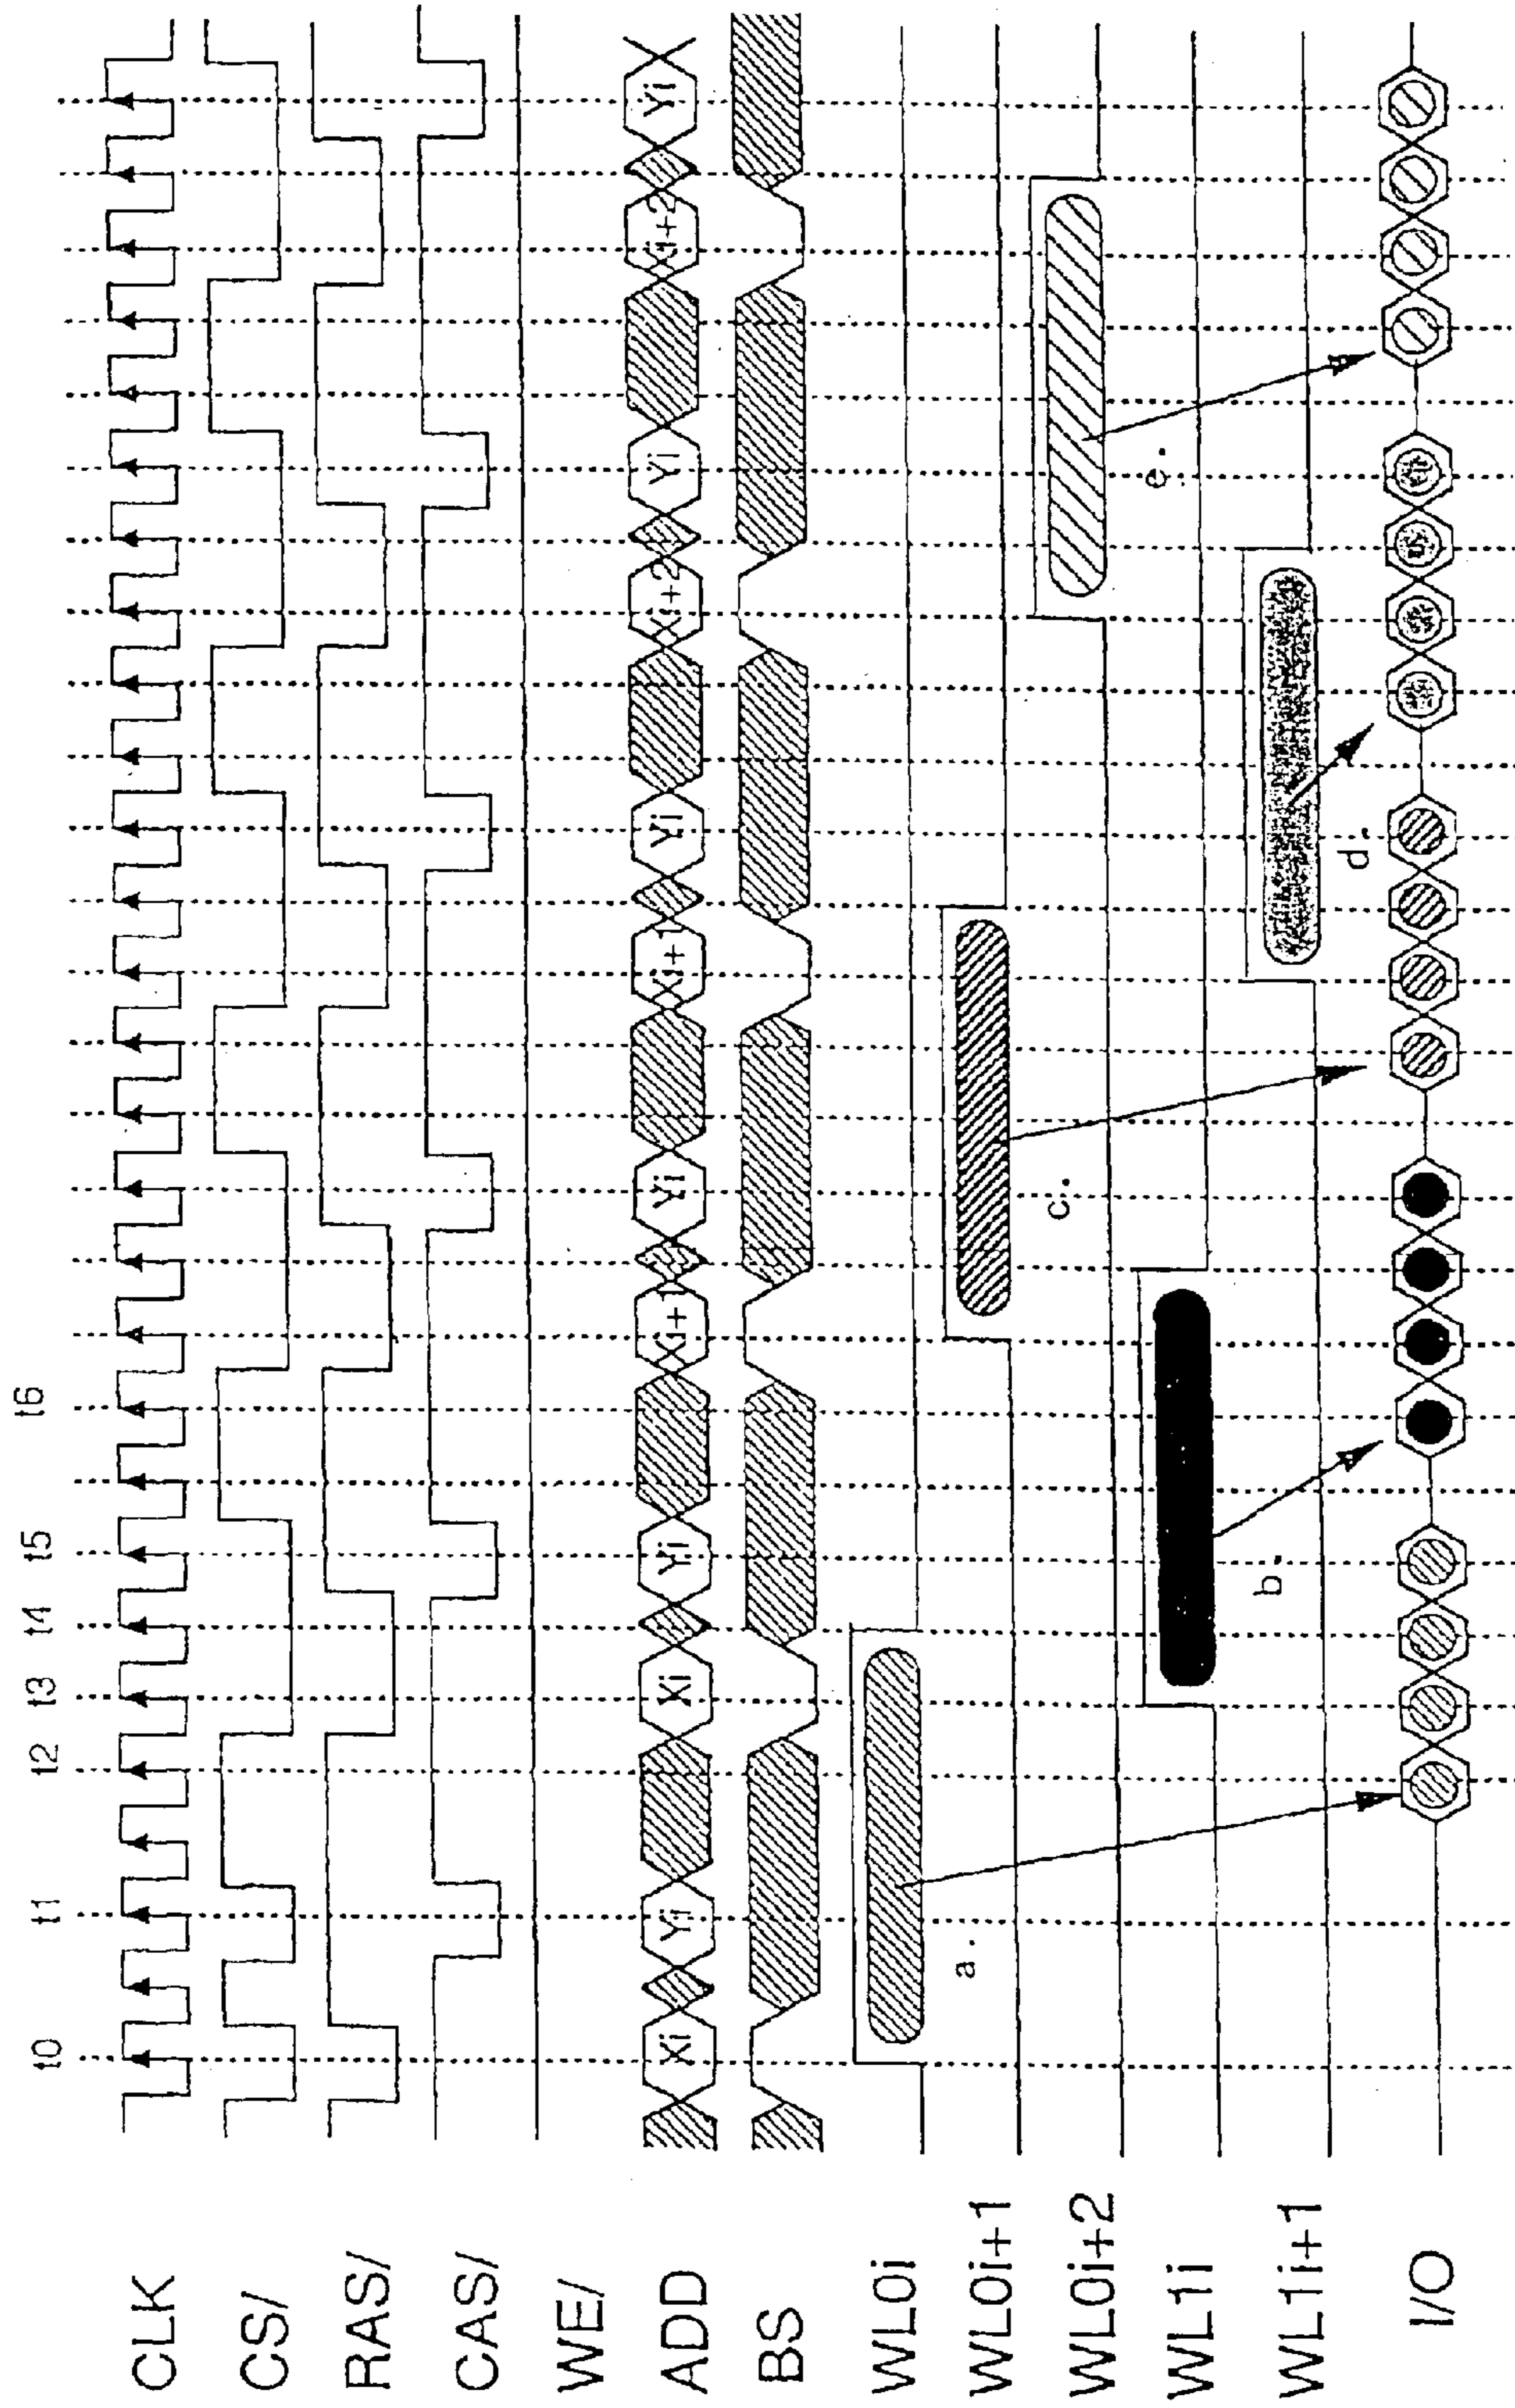 t0 t1 t2 t3 t4 t5 t6
CLK
CS/
RAS/
CAS/
WE/
ADD Xi Yi Xi Yi Xi+1 Yi Xi+1 Yi Xi+2 Yi Xi+2 Yi
BS
WL0i a.
WL0i+1 c.
WL0i+2 e.
WL1i b.
WL1i+1 d.
I/O